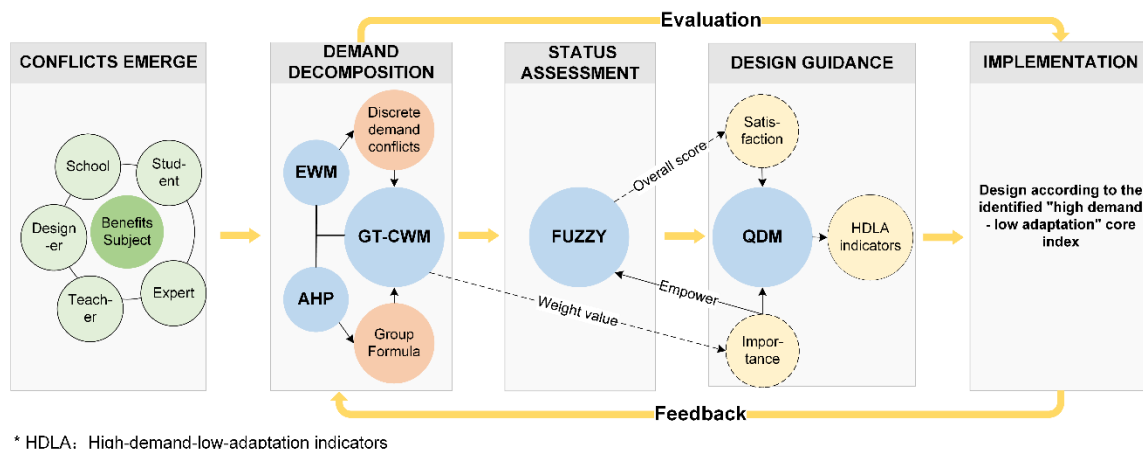 Evaluation
CONFLICTS EMERGE
School
Stud-
ent
Benefits
Subject
Design
-er
Teach-
er
Expert
DEMAND
DECOMPOSITION
Discrete
demand
conflicts
EWM
GT-CWM
AHP
Group
Formula
STATUS
ASSESSMENT
Overall score
FUZZY
Empower
Weight value
DESIGN GUIDANCE
Satis-
faction
QDM
HDLA
indicators
Impor-
tance
IMPLEMENTATION
Design according to the
identified "high demand
- low adaptation" core
index
Feedback
* HDLA： High-demand-low-adaptation indicators